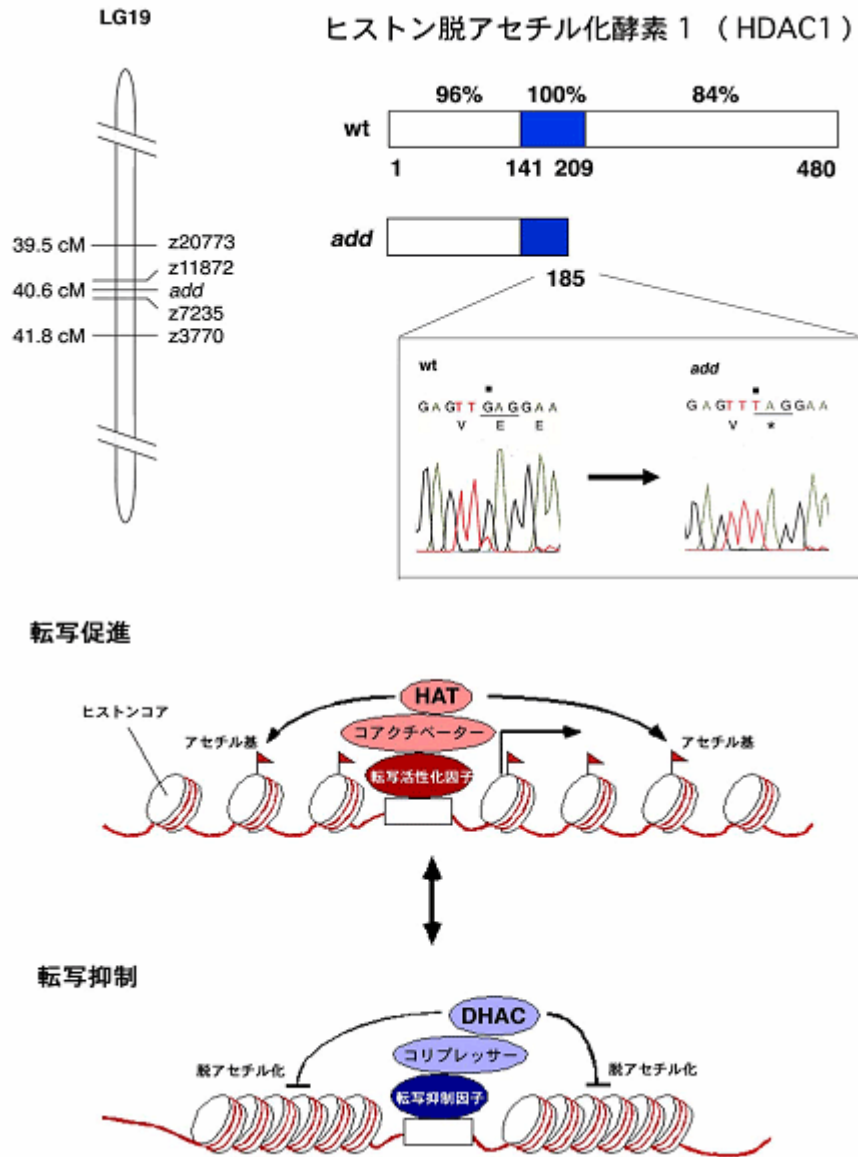 LG19
ヒストン脱アセチル化酵素 1 ( HDAC1 )
39.5 cM
z20773
z11872
40.6 cM
add
z7235
41.8 cM
z3770
96% 100% 84%
wt
1 141 209 480
add
185
wt
GAGTTGAGGAA
V E E
add
GAGTTTAGGAA
V *
転写促進
HAT
ヒストンコア
コアクチベーター
アセチル基
アセチル基
転写活性化因子
転写抑制
DHAC
コリプレッサー
脱アセチル化
脱アセチル化
転写抑制因子